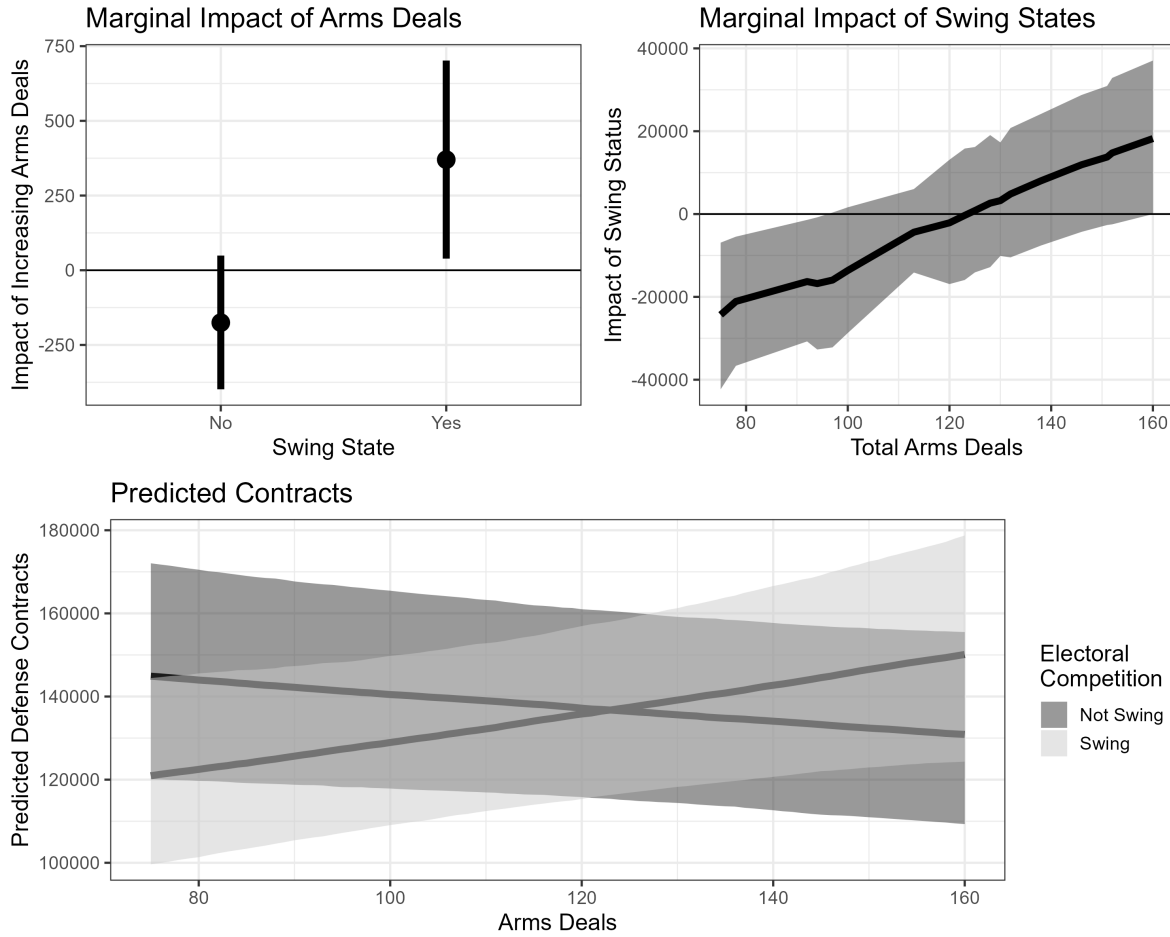 Marginal Impact of Arms Deals
Impact of Increasing Arms Deals
750
500
250
0
-250
No
Yes
Swing State
Marginal Impact of Swing States
Impact of Swing Status
40000
20000
0
-20000
-40000
80
100
120
140
160
Total Arms Deals
Predicted Contracts
Predicted Defense Contracts
180000
160000
140000
120000
100000
80
100
120
140
160
Arms Deals
Electoral
Competition
Not Swing
Swing